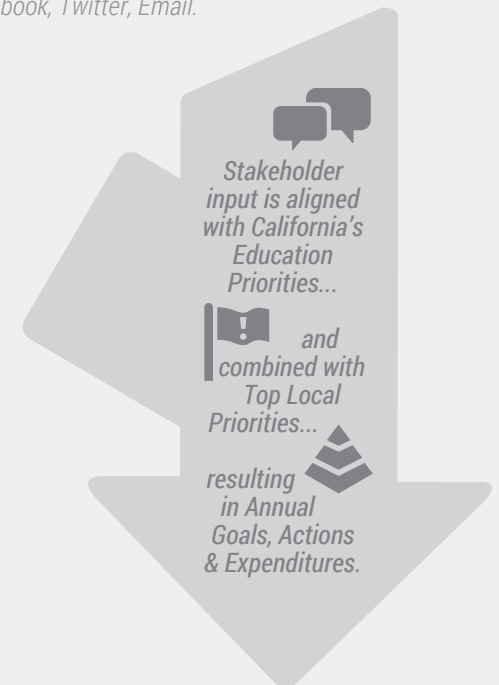 book, Twitter, Email.
Stakeholder
input is aligned
with California's
Education
Priorities...
!
and
combined with
Top Local
Priorities...
resulting
in Annual
Goals, Actions
& Expenditures.